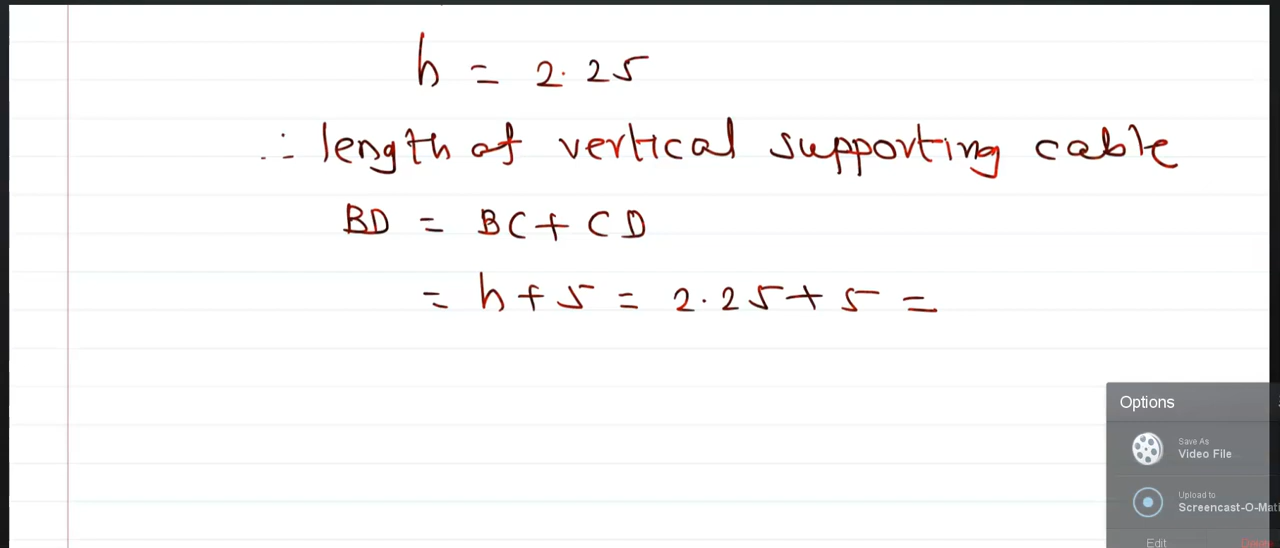 h = 2.25
∴ length of vertical supporting cable
BD = BC + CD
= h + 5 = 2.25 + 5 =
Options
Save As
Video File
Upload to
Screencast-O-Mati
Edit